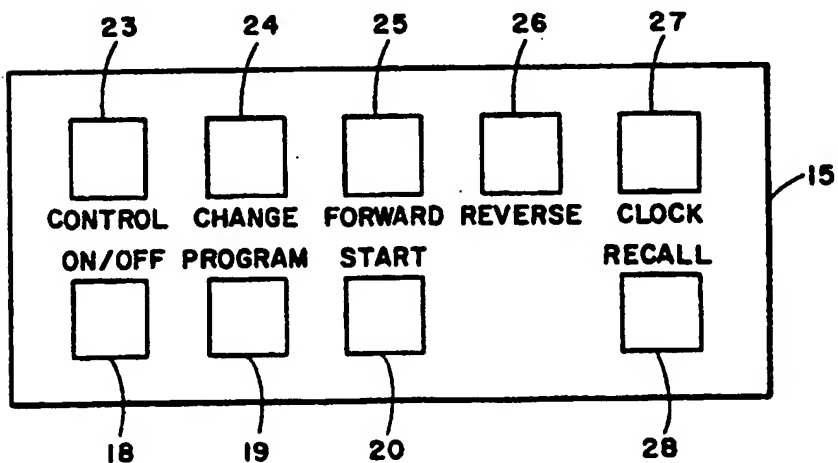 23 24 25 26 27
15
CONTROL CHANGE FORWARD REVERSE CLOCK
ON/OFF PROGRAM START RECALL
18 19 20 28